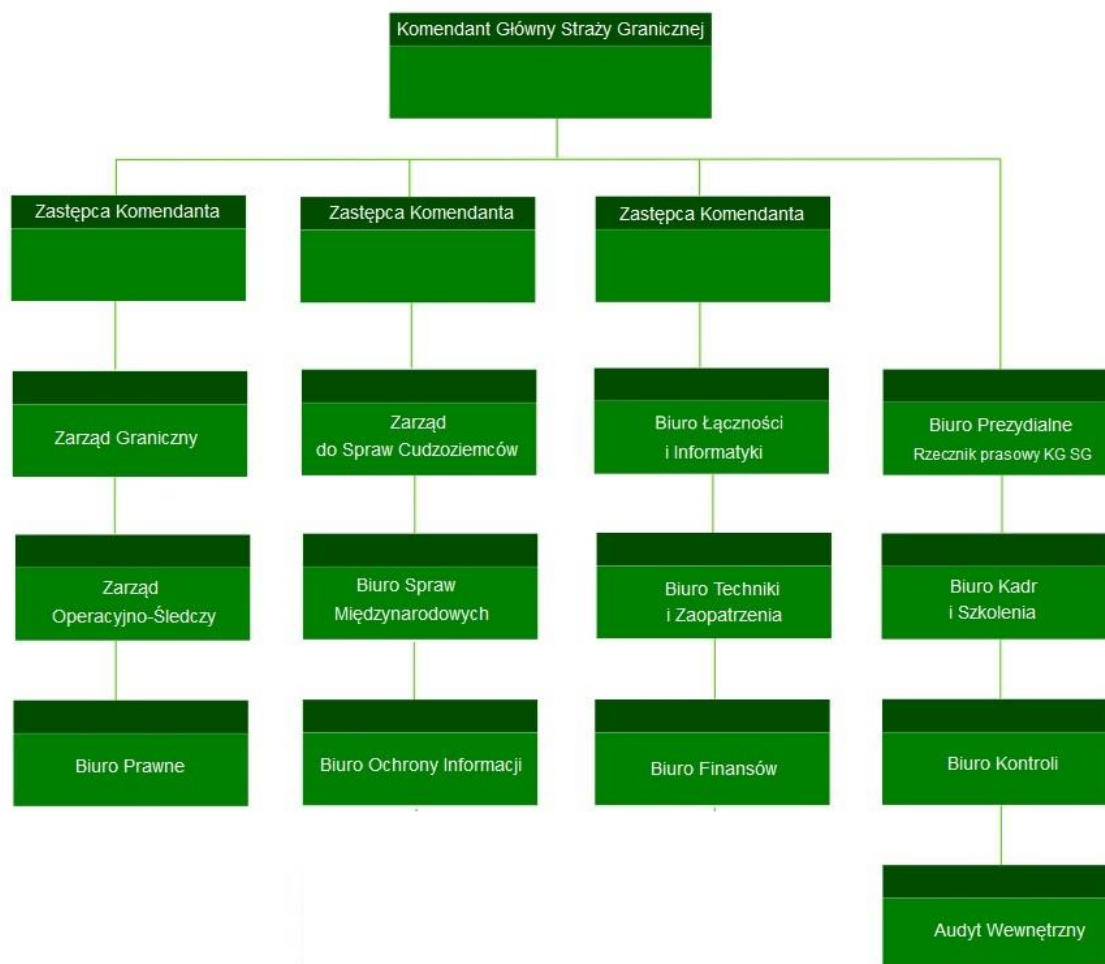 Komendant Główny Straży Granicznej
Zastępca Komendanta
Zastępca Komendanta
Zastępca Komendanta
Zarząd Graniczny
Zarząd
do Spraw Cudzoziemców
Biuro Łączności
i Informatyki
Biuro Prezydialne
Rzecznik prasowy KG SG
Zarząd
Operacyjno-Śledczy
Biuro Spraw
Międzynarodowych
Biuro Techniki
i Zaopatrzenia
Biuro Kadr
i Szkolenia
Biuro Prawne
Biuro Ochrony Informacji
Biuro Finansów
Biuro Kontroli
Audyt Wewnętrzny